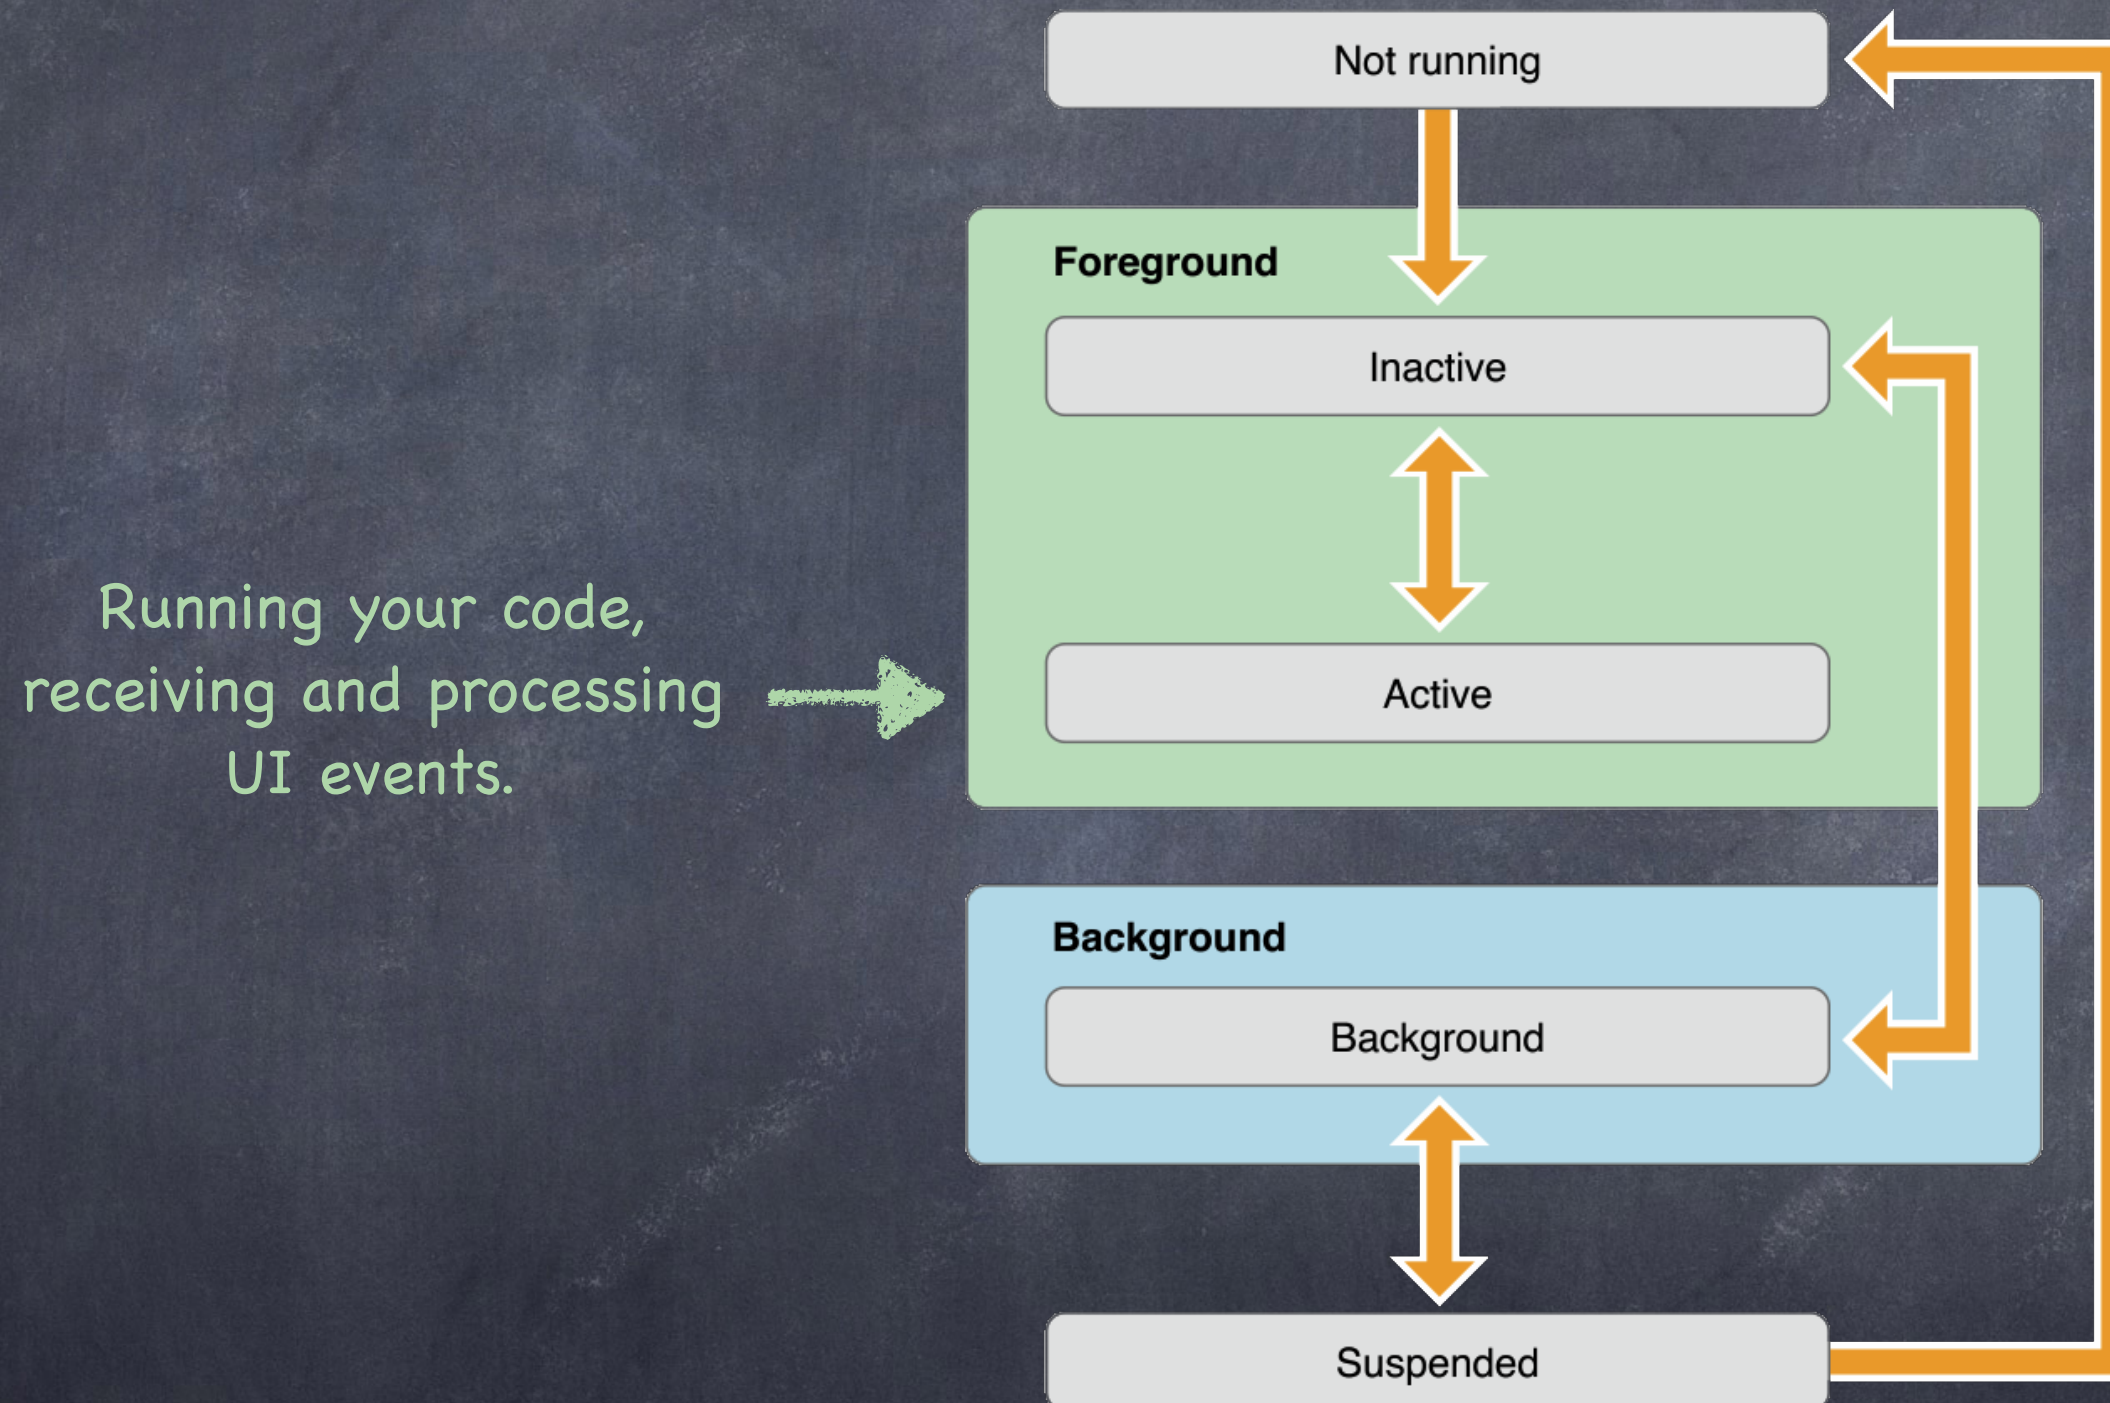 Not running
Foreground
Inactive
Running your code,
receiving and processing
UI events.
Active
Background
Background
Suspended